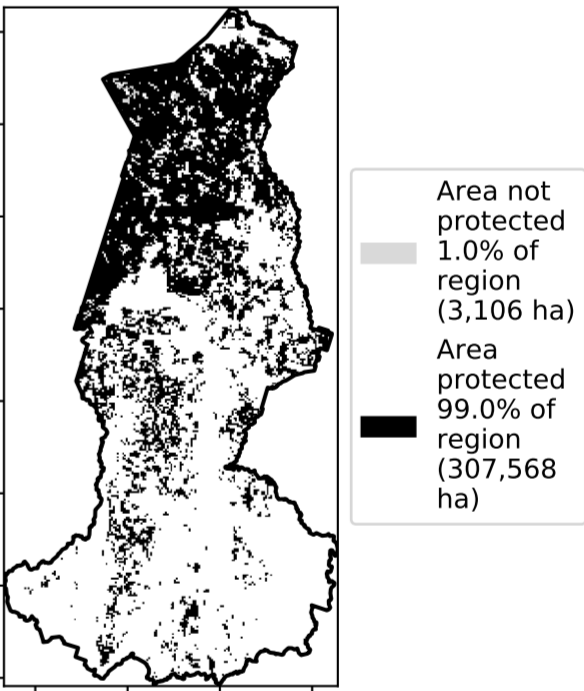 Area not
protected
1.0% of
region
(3,106 ha)
Area
protected
99.0% of
region
(307,568
ha)